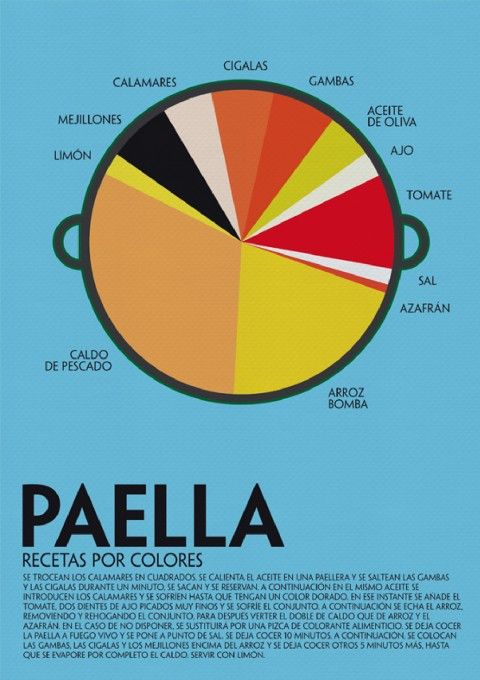 CIGALAS
CALAMARES
GAMBAS
MEJILLONES
ACEITE
DE OLIVA
LIMÓN
AJO
TOMATE
SAL
AZAFRÁN
CALDO
DE PESCADO
ARROZ
BOMBA
PAELLA
RECETAS POR COLORES
SE TROCEAN LOS CALAMARES EN CUADRADOS, SE CALIENTA EL ACEITE EN UNA PAELLERA Y SE SALTEAN LAS GAMBAS
Y LAS CIGALAS DURANTE UN MINUTO, SE SACAN Y SE RESERVAN. A CONTINUACIÓN EN EL MISMO ACEITE SE
INTRODUCEN LOS CALAMARES Y SE SOFRÍEN HASTA QUE TENGAN UN COLOR DORADO. EN ESE INSTANTE SE AÑADE EL
TOMATE, DOS DIENTES DE AJO PICADOS MUY FINOS Y SE SOFRÍE EL CONJUNTO. A CONTINUACIÓN SE ECHA EL ARROZ,
REMOVIENDO Y REHOGANDO EL CONJUNTO, PARA DESPUÉS VERTER EL DOBLE DE CALDO QUE DE ARROZ Y EL
AZAFRÁN. EN EL CASO DE NO DISPONER, SE SUSTITUIRA POR UNA PIZCA DE COLORANTE ALIMENTICIO. SE DEJA COCER
LA PAELLA A FUEGO VIVO Y SE PONE A PUNTO DE SAL. SE DEJA COCER 10 MINUTOS. A CONTINUACIÓN, SE COLOCAN
LAS GAMBAS, LAS CIGALAS Y LOS MEJILLONES ENCIMA DEL ARROZ Y SE DEJA COCER OTROS 5 MINUTOS MÁS, HASTA
QUE SE EVAPORE POR COMPLETO EL CALDO. SERVIR CON LIMÓN.